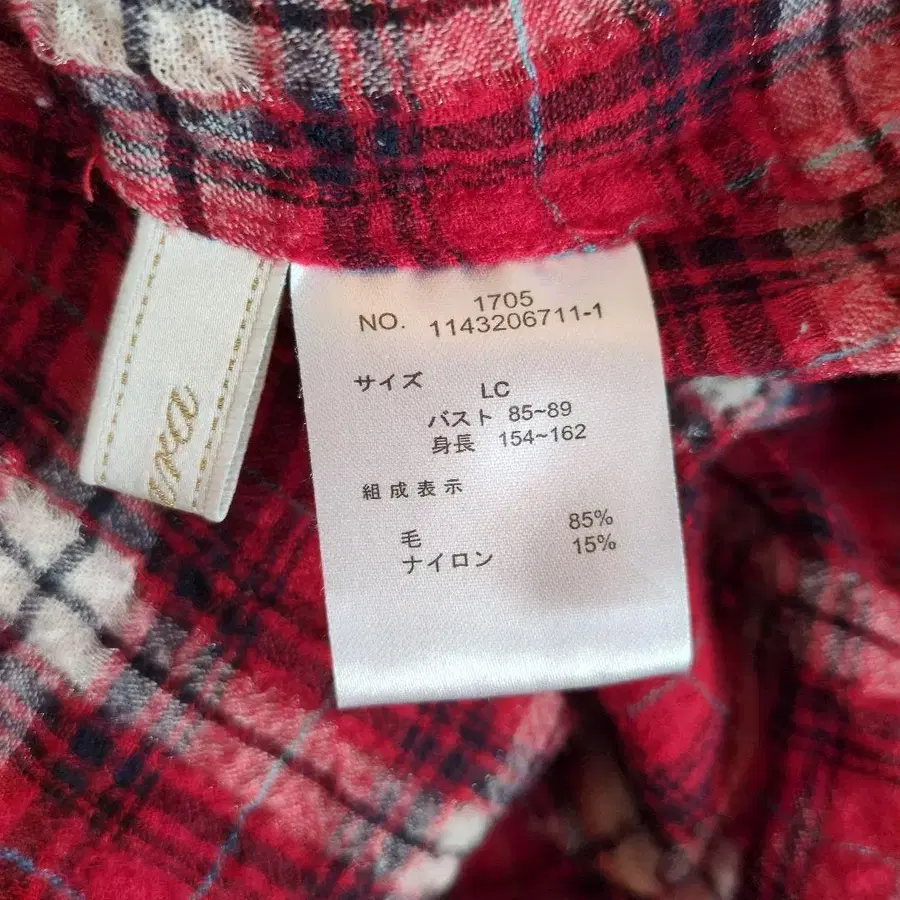 1705
NO. 1143206711-1
サイズ
LC
バスト 85~89
身長 154~162
組成表示
毛 85%
ナイロン 15%